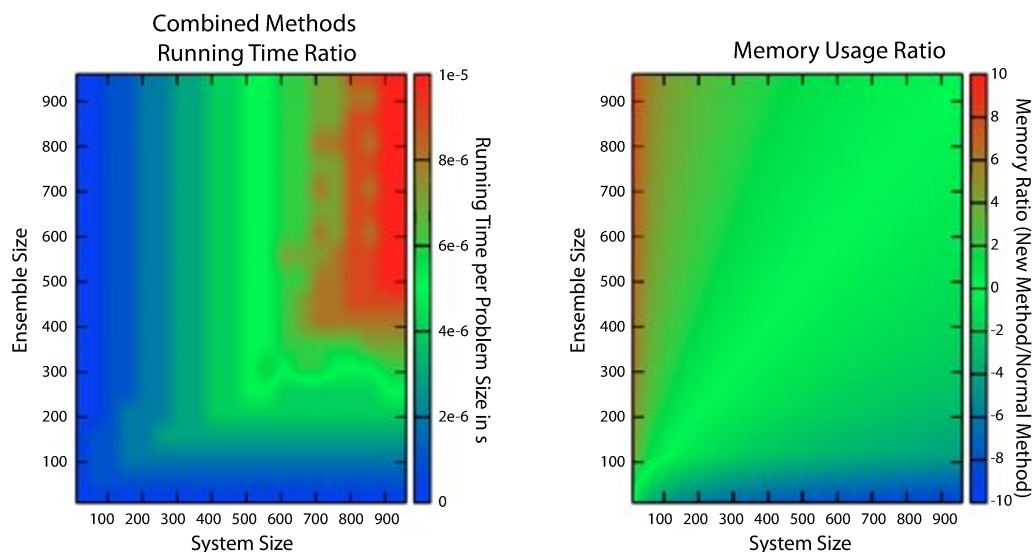 Combined Methods
Running Time Ratio
900
800
700
600
500
400
300
200
100
Ensemble Size
100 200 300 400 500 600 700 800 900
System Size
1e-5
8e-6
6e-6
4e-6
2e-6
0
Running Time per Problem Size in s
Memory Usage Ratio
900
800
700
600
500
400
300
200
100
Ensemble Size
100 200 300 400 500 600 700 800 900
System Size
10
8
6
4
2
0
-2
-4
-6
-8
-10
Memory Ratio (New Method/Normal Method)